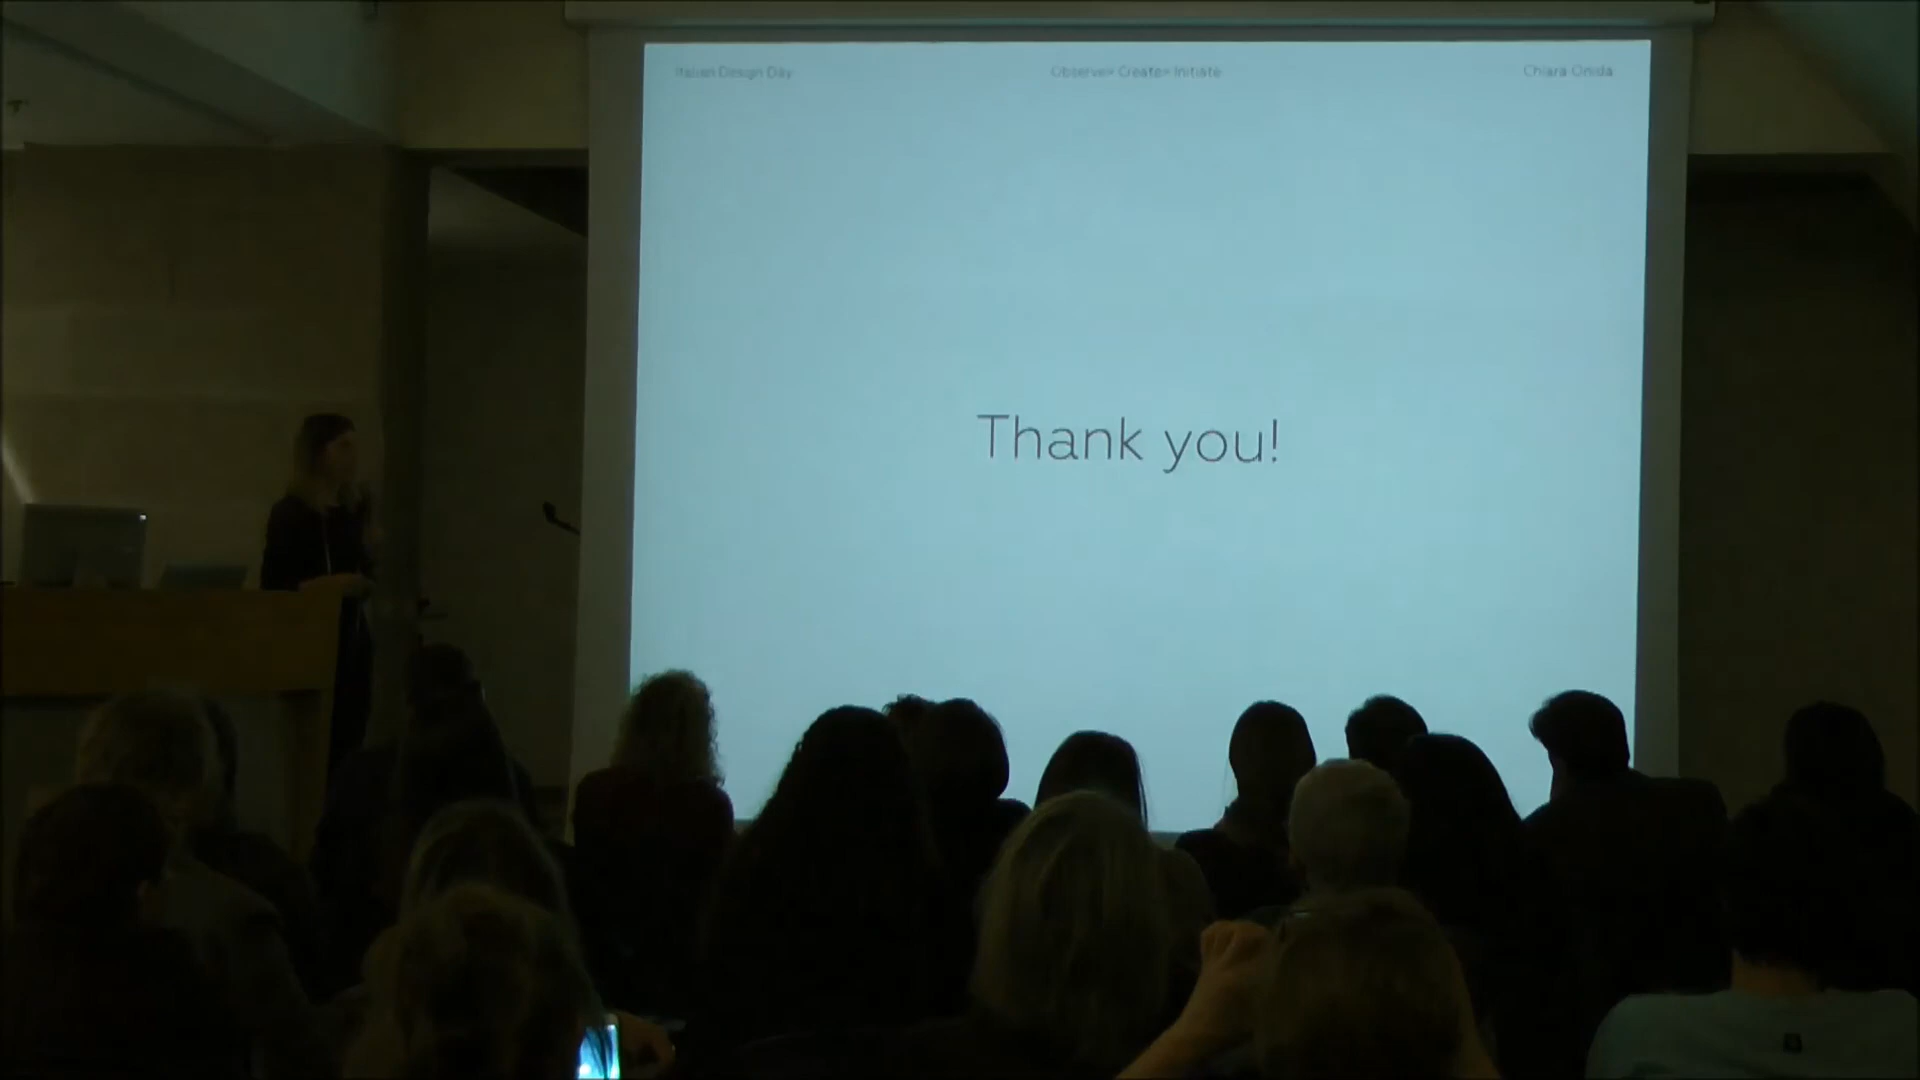 Italian Design Day
Observe• Create• Initiate
Chiara Onida
Thank you!